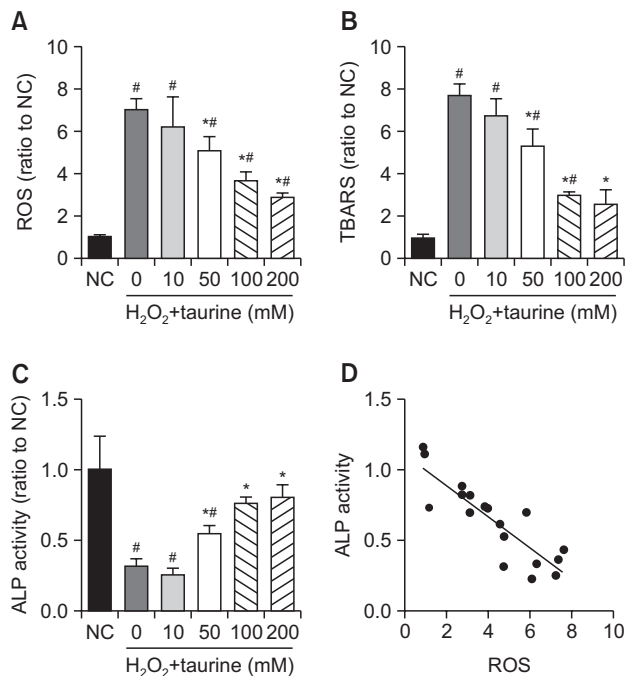 A
ROS (ratio to NC)
10
8
6
4
2
0
#
#
*#
*#
*#
NC 0 10 50 100 200
H₂O₂+taurine (mM)
B
TBARS (ratio to NC)
10
8
6
4
2
0
#
#
*#
*#
*
NC 0 10 50 100 200
H₂O₂+taurine (mM)
C
ALP activity (ratio to NC)
1.5
1.0
0.5
0.0
#
#
*#
*
*
NC 0 10 50 100 200
H₂O₂+taurine (mM)
D
ALP activity
1.5
1.0
0.5
0.0
0 2 4 6 8 10
ROS